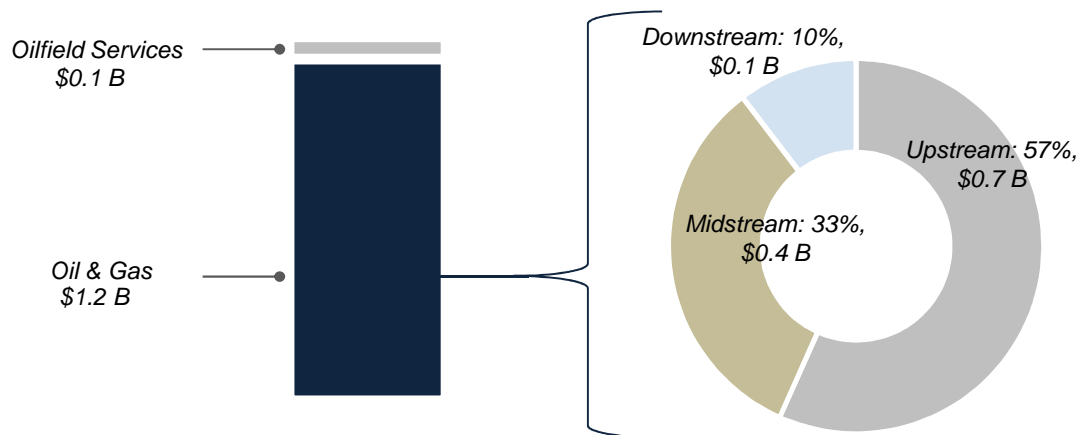 Oilfield Services
$0.1 B
Oil & Gas
$1.2 B
Downstream: 10%,
$0.1 B
Upstream: 57%,
$0.7 B
Midstream: 33%,
$0.4 B